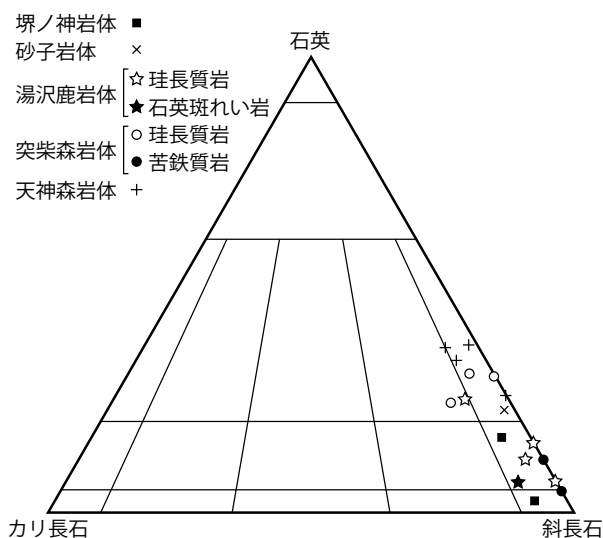 堺ノ神岩体
砂子岩体
湯沢鹿岩体
珪長質岩
石英斑れい岩
突柴森岩体
珪長質岩
苦鉄質岩
天神森岩体
石英
カリ長石
斜長石